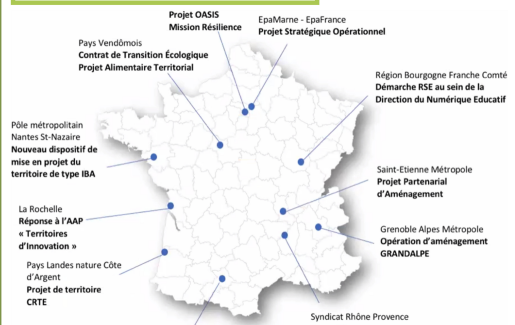 Projet OASIS
Mission Résilience
EpaMarne - EpaFrance
Projet Stratégique Opérationnel
Pays Vendômois
Contrat de Transition Écologique
Projet Alimentaire Territorial
Région Bourgogne Franche Comté
Démarche RSE au sein de la
Direction du Numérique Educatif
Pôle métropolitain
Nantes St-Nazaire
Nouveau dispositif de
mise en projet du
territoire de type IBA
Saint-Etienne Métropole
Projet Partenarial
d'Aménagement
La Rochelle
Réponse à l'AAP
« Territoires
d'Innovation »
Grenoble Alpes Métropole
Opération d'aménagement
GRANDALPE
Pays Landes nature Côte
d'Argent
Projet de territoire
CRTE
Syndicat Rhône Provence